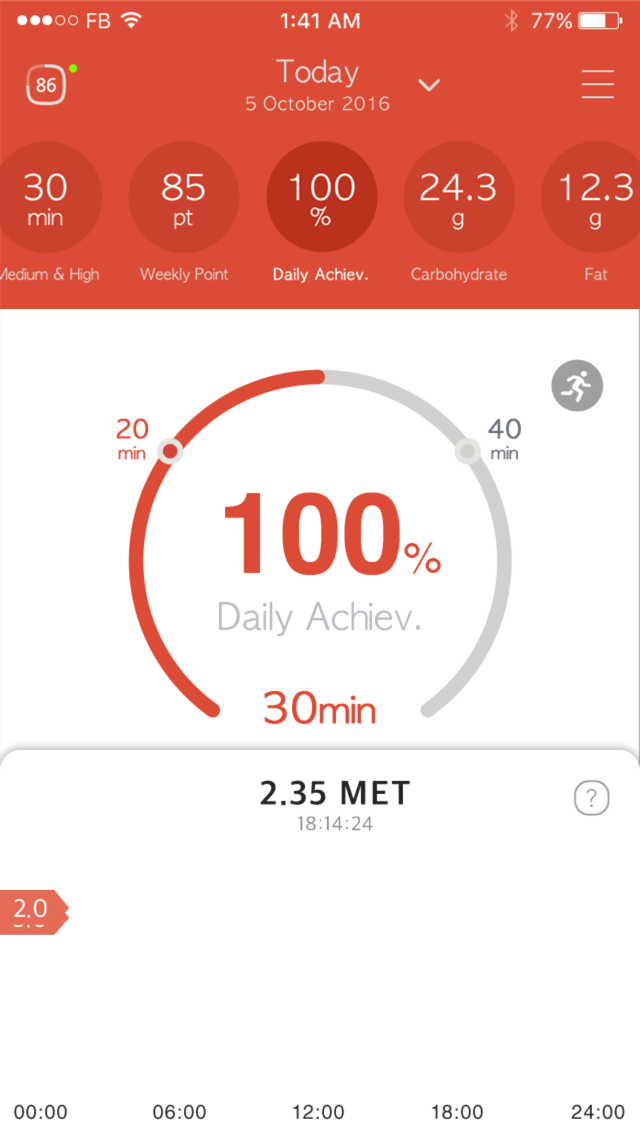 FB
1:41 AM
77%
86
Today
5 October 2016
30
min
85
pt
100
%
24.3
g
12.3
g
Medium & High
Weekly Point
Daily Achiev.
Carbohydrate
Fat
20
min
40
min
100%
Daily Achiev.
30min
2.35 MET
18:14:24
?
2.0
00:00
06:00
12:00
18:00
24:00